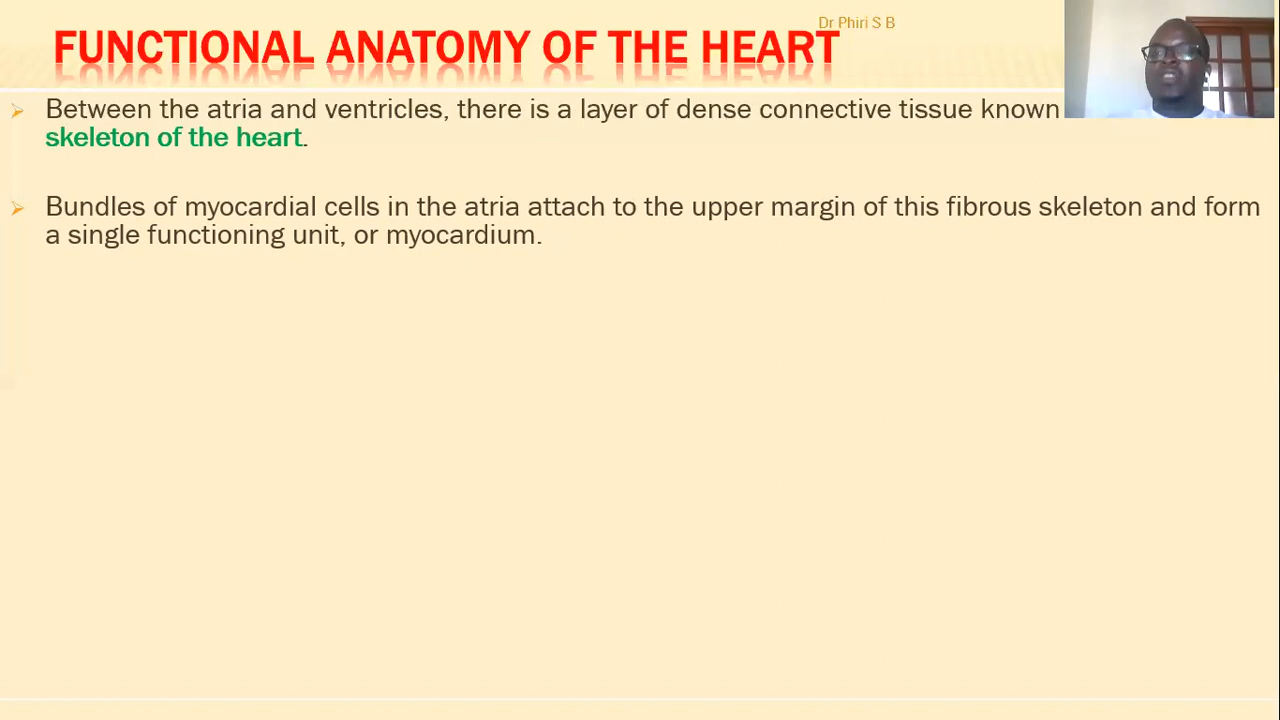 Dr Phiri S B
FUNCTIONAL ANATOMY OF THE HEART
Between the atria and ventricles, there is a layer of dense connective tissue known
skeleton of the heart.
Bundles of myocardial cells in the atria attach to the upper margin of this fibrous skeleton and form
a single functioning unit, or myocardium.